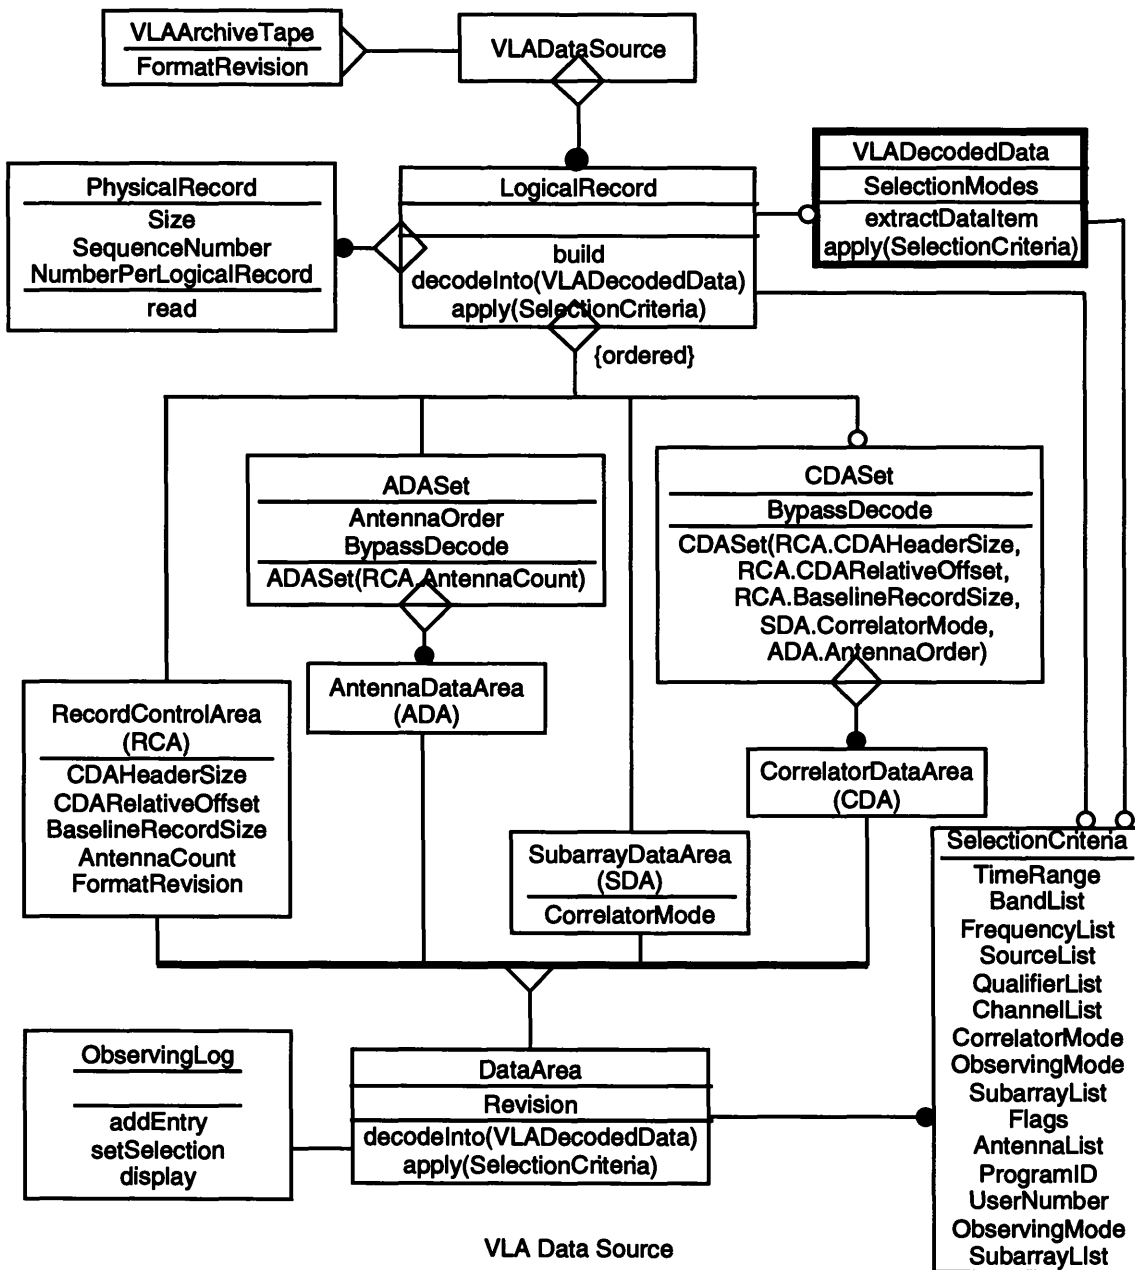 VLAArchiveTape
FormatRevision
VLADataSource
VLADecodedData
SelectionModes
extractDataItem
apply(SelectionCriteria)
PhysicalRecord
Size
SequenceNumber
NumberPerLogicalRecord
read
LogicalRecord
build
decodeInto(VLADecodedData)
apply(SelectionCriteria)
{ordered}
ADASet
AntennaOrder
BypassDecode
ADASet(RCA.AntennaCount)
CDASet
BypassDecode
CDASet(RCA.CDAHeaderSize,
RCA.CDARelativeOffset,
RCA.BaselineRecordSize,
SDA.CorrelatorMode,
ADA.AntennaOrder)
RecordControlArea
(RCA)
CDAHeaderSize
CDARelativeOffset
BaselineRecordSize
AntennaCount
FormatRevision
AntennaDataArea
(ADA)
SubarrayDataArea
(SDA)
CorrelatorMode
CorrelatorDataArea
(CDA)
SelectionCriteria
TimeRange
BandList
FrequencyList
SourceList
QualifierList
ChannelList
CorrelatorMode
ObservingMode
SubarrayList
Flags
AntennaList
ProgramID
UserNumber
ObservingMode
SubarrayList
ObservingLog
addEntry
setSelection
display
DataArea
Revision
decodeInto(VLADecodedData)
apply(SelectionCriteria)
VLA Data Source